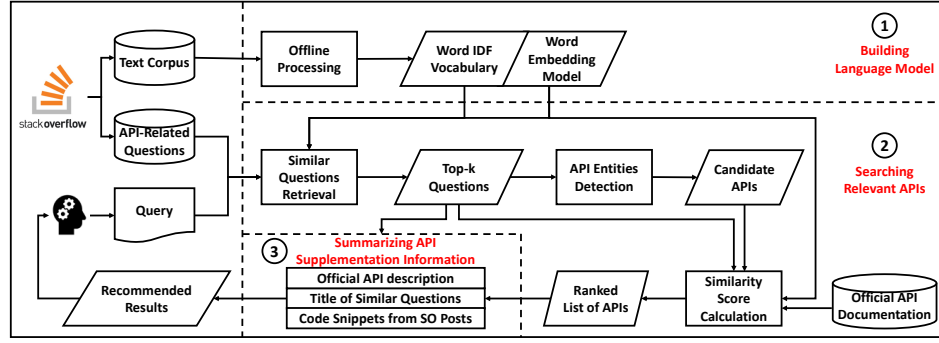 Text Corpus
Offline
Processing
Word IDF
Vocabulary
Word
Embedding
Model
1
Building
Language Model
stackoverflow
API-Related
Questions
Similar
Questions
Retrieval
Top-k
Questions
API Entities
Detection
Candidate
APIs
2
Searching
Relevant APIs
Query
3
Summarizing API
Supplementation Information
Official API description
Title of Similar Questions
Code Snippets from SO Posts
Recommended
Results
Ranked
List of APIs
Similarity
Score
Calculation
Official API
Documentation